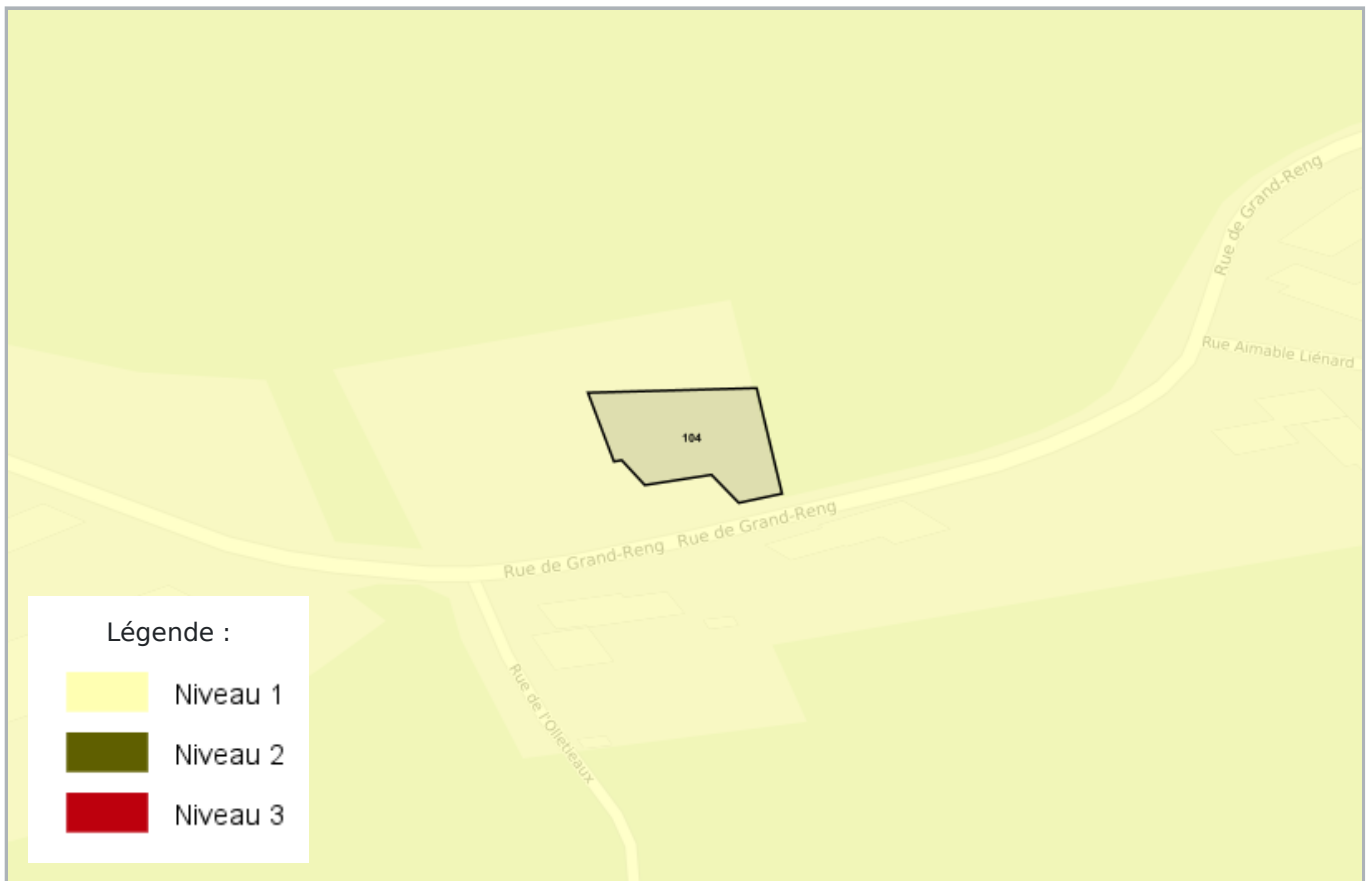 Rue de Grand-Reng
Rue Aimable Liénard
104
Rue de Grand-Reng
Rue de Grand-Reng
Rue de l'Olletieaux
Légende :
Niveau 1
Niveau 2
Niveau 3